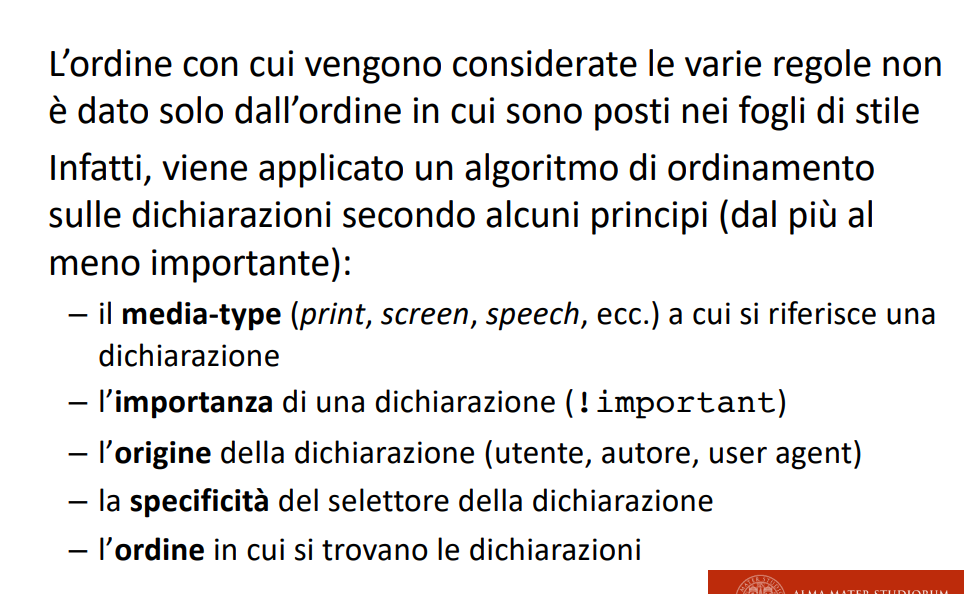 L’ordine con cui vengono considerate le varie regole non
è dato solo dall’ordine in cui sono posti nei fogli di stile
Infatti, viene applicato un algoritmo di ordinamento
sulle dichiarazioni secondo alcuni principi (dal più al
meno importante):
– il media-type (print, screen, speech, ecc.) a cui si riferisce una
dichiarazione
– l’importanza di una dichiarazione (!important)
– l’origine della dichiarazione (utente, autore, user agent)
– la specificità del selettore della dichiarazione
– l’ordine in cui si trovano le dichiarazioni
ALMA MATER STUDIORUM